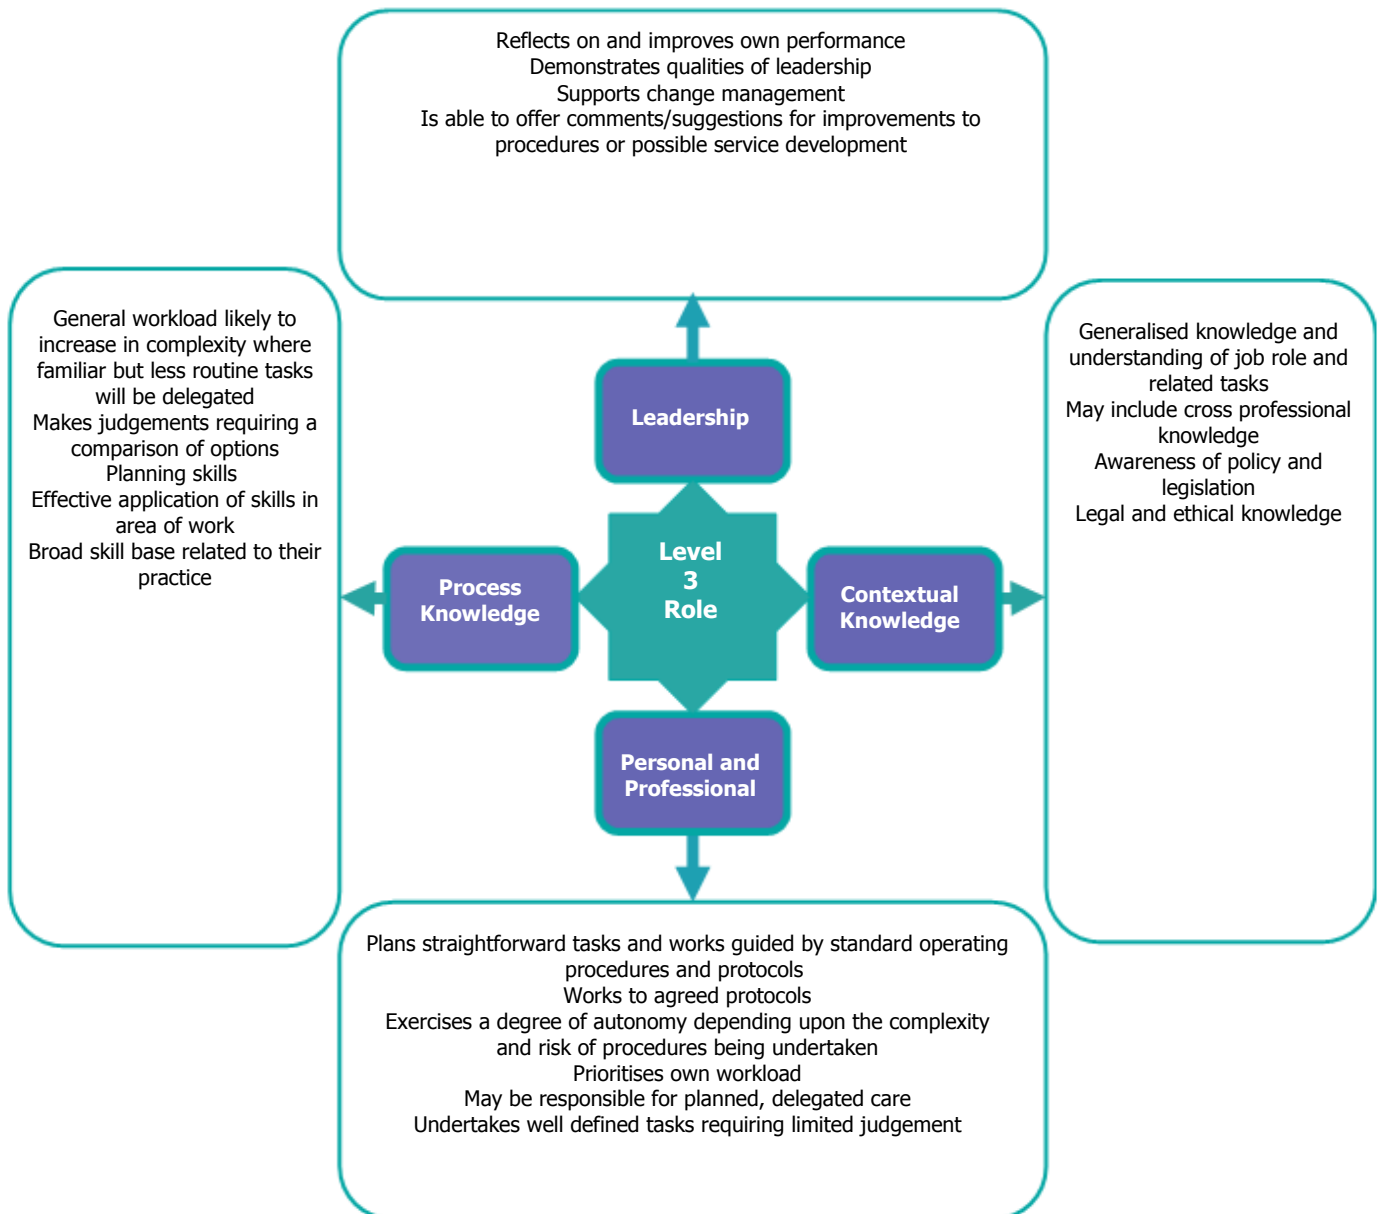 Reflects on and improves own performance
Demonstrates qualities of leadership
Supports change management
Is able to offer comments/suggestions for improvements to
procedures or possible service development
General workload likely to
increase in complexity where
familiar but less routine tasks
will be delegated
Makes judgements requiring a
comparison of options
Planning skills
Effective application of skills in
area of work
Broad skill base related to their
practice
Leadership
Process
Knowledge
Level
3
Role
Contextual
Knowledge
Personal and
Professional
Generalised knowledge and
understanding of job role and
related tasks
May include cross professional
knowledge
Awareness of policy and
legislation
Legal and ethical knowledge
Plans straightforward tasks and works guided by standard operating
procedures and protocols
Works to agreed protocols
Exercises a degree of autonomy depending upon the complexity
and risk of procedures being undertaken
Prioritises own workload
May be responsible for planned, delegated care
Undertakes well defined tasks requiring limited judgement